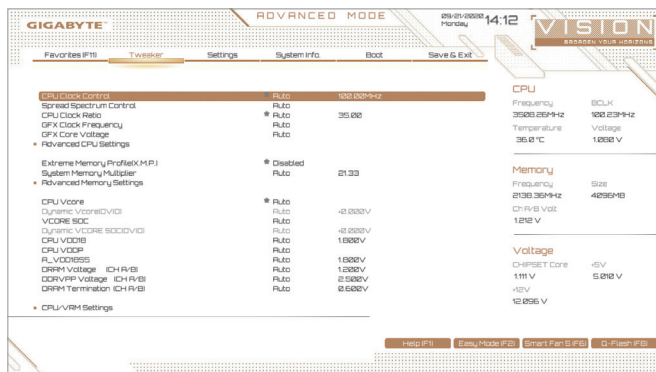 GIGABYTE™
ADVANCED MODE
09/21/2020 Monday 14:12
VISION
BROADEN YOUR HORIZONS
Favorites (F11) Tweaker Settings System Info. Boot Save & Exit
CPU Clock Control Auto 100.00MHz
Spread Spectrum Control Auto
CPU Clock Ratio Auto 35.00
GFX Clock Frequency Auto
GFX Core Voltage Auto
Advanced CPU Settings
Extreme Memory Profile(X.M.P.) Disabled
System Memory Multiplier Auto 21.33
Advanced Memory Settings
CPU Vcore Auto
Dynamic Vcore(DVID) Auto +0.000V
VCORE SOC Auto
Dynamic VCORE SOC(DVID) Auto +0.000V
CPU VDD18 Auto 1.800V
CPU VDDP Auto
A_VDD18S5 Auto 1.800V
DRAM Voltage (CH A/B) Auto 1.200V
DDRVPP Voltage (CH A/B) Auto 2.500V
DRAM Termination (CH A/B) Auto 0.600V
CPU/VRM Settings
CPU
Frequency BCLK
3508.26MHz 100.23MHz
Temperature Voltage
36.0 °C 1.080 V
Memory
Frequency Size
2138.36MHz 4096MB
Ch A/B Volt
1.212 V
Voltage
CHIPSET Core +5V
1.111 V 5.010 V
+12V
12.096 V
Help (F1) Easy Mode (F2) Smart Fan 5 (F6) Q-Flash (F8)